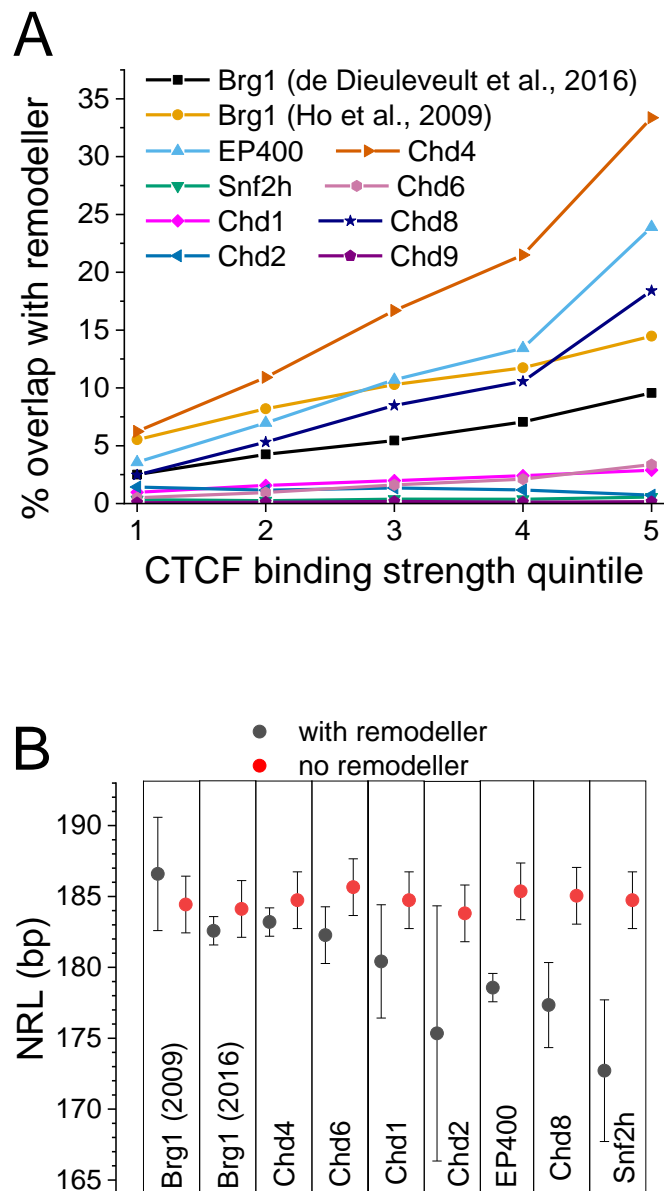 A
Brg1 (de Dieuleveult et al., 2016)
Brg1 (Ho et al., 2009)
EP400 Chd4
Snf2h Chd6
Chd1 Chd8
Chd2 Chd9
% overlap with remodeller
35
30
25
20
15
10
5
0
1 2 3 4 5
CTCF binding strength quintile
B
with remodeller
no remodeller
NRL (bp)
190
185
180
175
170
165
Brg1 (2009)
Brg1 (2016)
Chd4
Chd6
Chd1
Chd2
EP400
Chd8
Snf2h